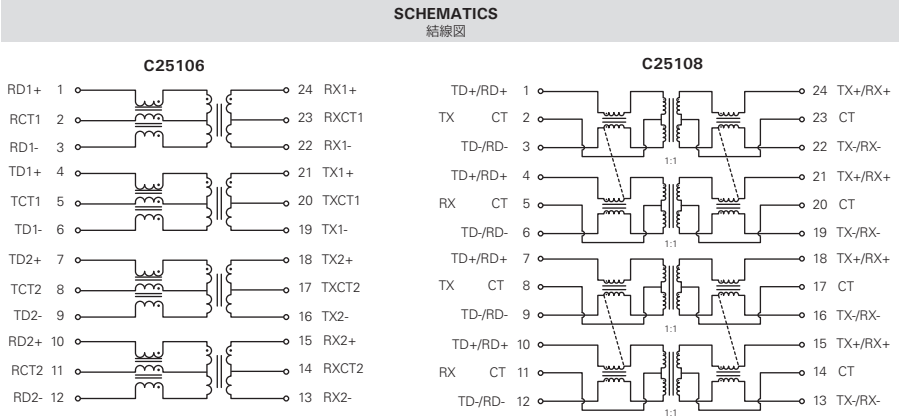 SCHEMATICS
結線図
C25106
RD1+ 1 24 RX1+
RCT1 2 23 RXCT1
RD1- 3 22 RX1-
TD1+ 4 21 TX1+
TCT1 5 20 TXCT1
TD1- 6 19 TX1-
TD2+ 7 18 TX2+
TCT2 8 17 TXCT2
TD2- 9 16 TX2-
RD2+ 10 15 RX2+
RCT2 11 14 RXCT2
RD2- 12 13 RX2-
C25108
TD+/RD+ 1 24 TX+/RX+
TX CT 2 23 CT
TD-/RD- 3 22 TX-/RX-
1:1
TD+/RD+ 4 21 TX+/RX+
RX CT 5 20 CT
TD-/RD- 6 19 TX-/RX-
1:1
TD+/RD+ 7 18 TX+/RX+
TX CT 8 17 CT
TD-/RD- 9 16 TX-/RX-
1:1
TD+/RD+ 10 15 TX+/RX+
RX CT 11 14 CT
TD-/RD- 12 13 TX-/RX-
1:1